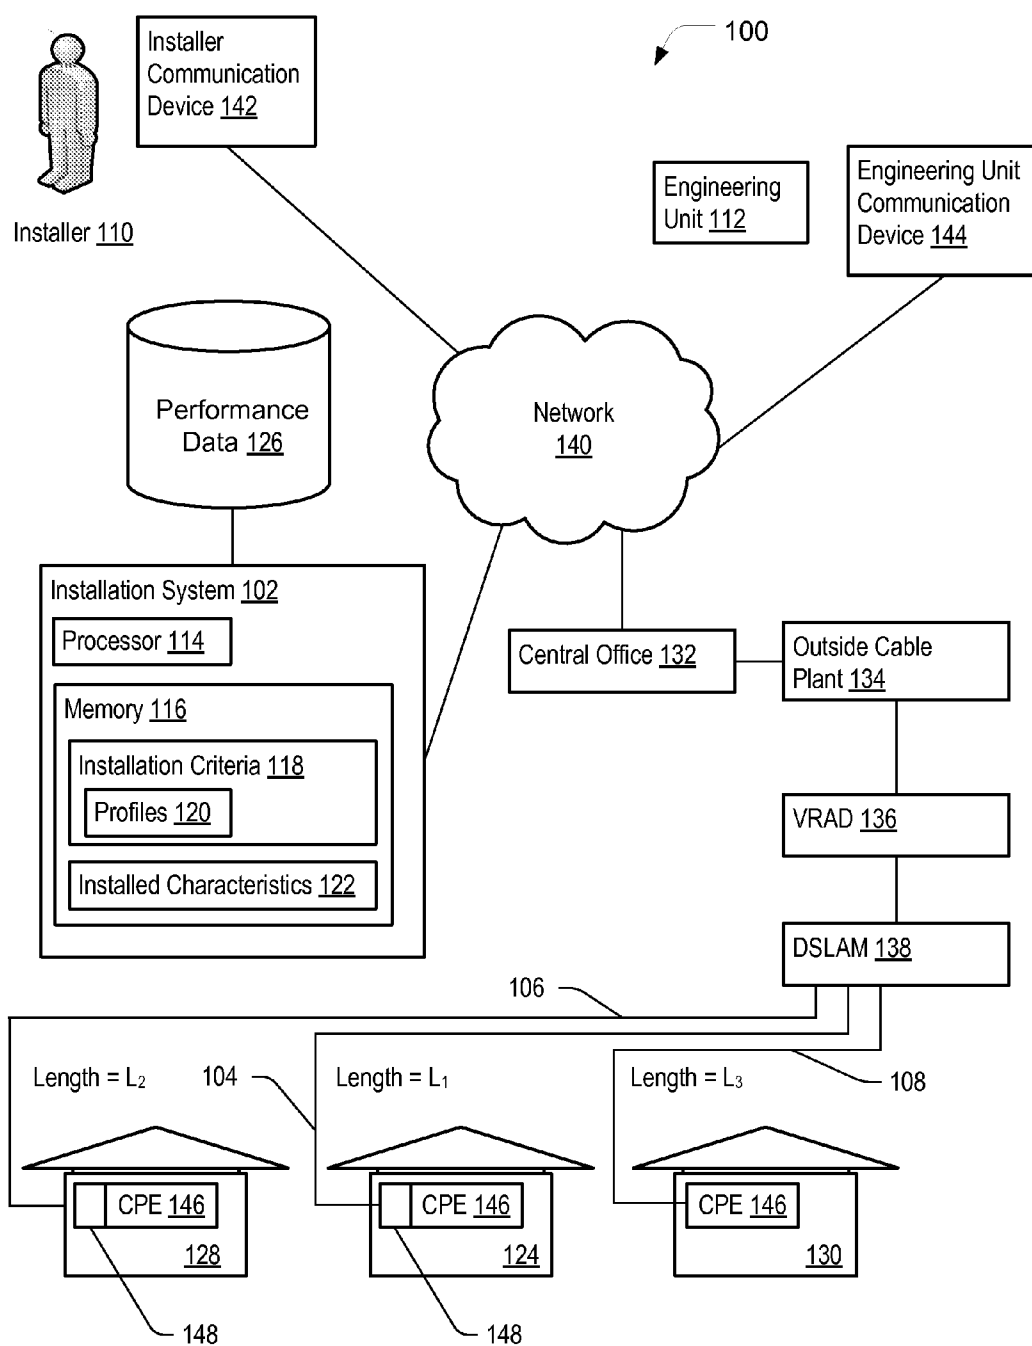 100
Installer
Communication
Device 142
Installer 110
Engineering
Unit 112
Engineering Unit
Communication
Device 144
Performance
Data 126
Network
140
Installation System 102
Processor 114
Memory 116
Installation Criteria 118
Profiles 120
Installed Characteristics 122
Central Office 132
Outside Cable
Plant 134
VRAD 136
DSLAM 138
106
104
108
Length = L2
Length = L1
Length = L3
CPE 146
128
CPE 146
124
CPE 146
130
148
148